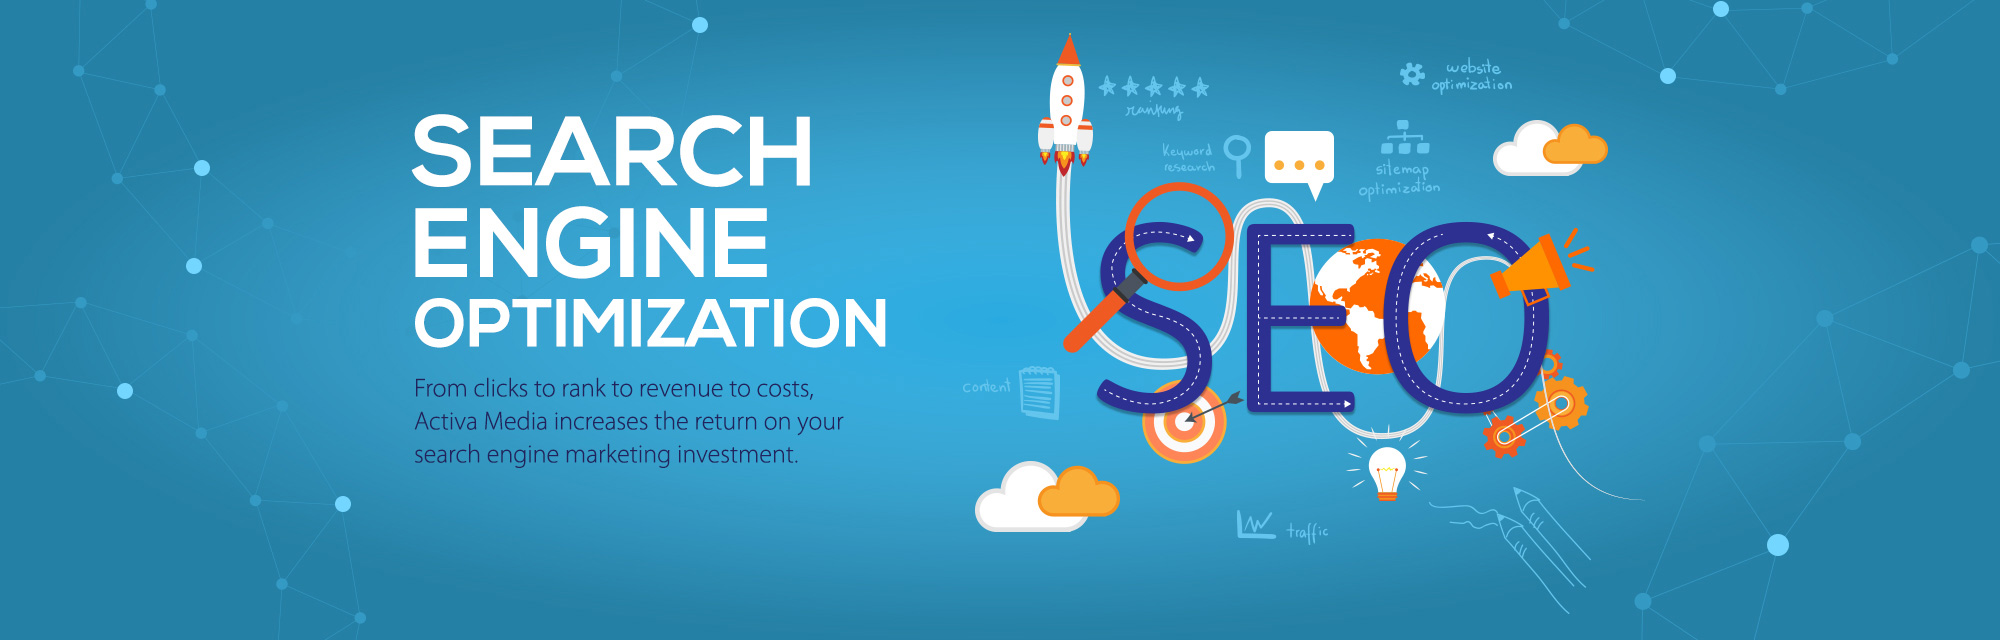 SEARCH
ENGINE
OPTIMIZATION
From clicks to rank to revenue to costs,
Activa Media increases the return on your
search engine marketing investment.
ranking
website
optimization
Keyword
research
sitemap
optimization
SEO
content
traffic